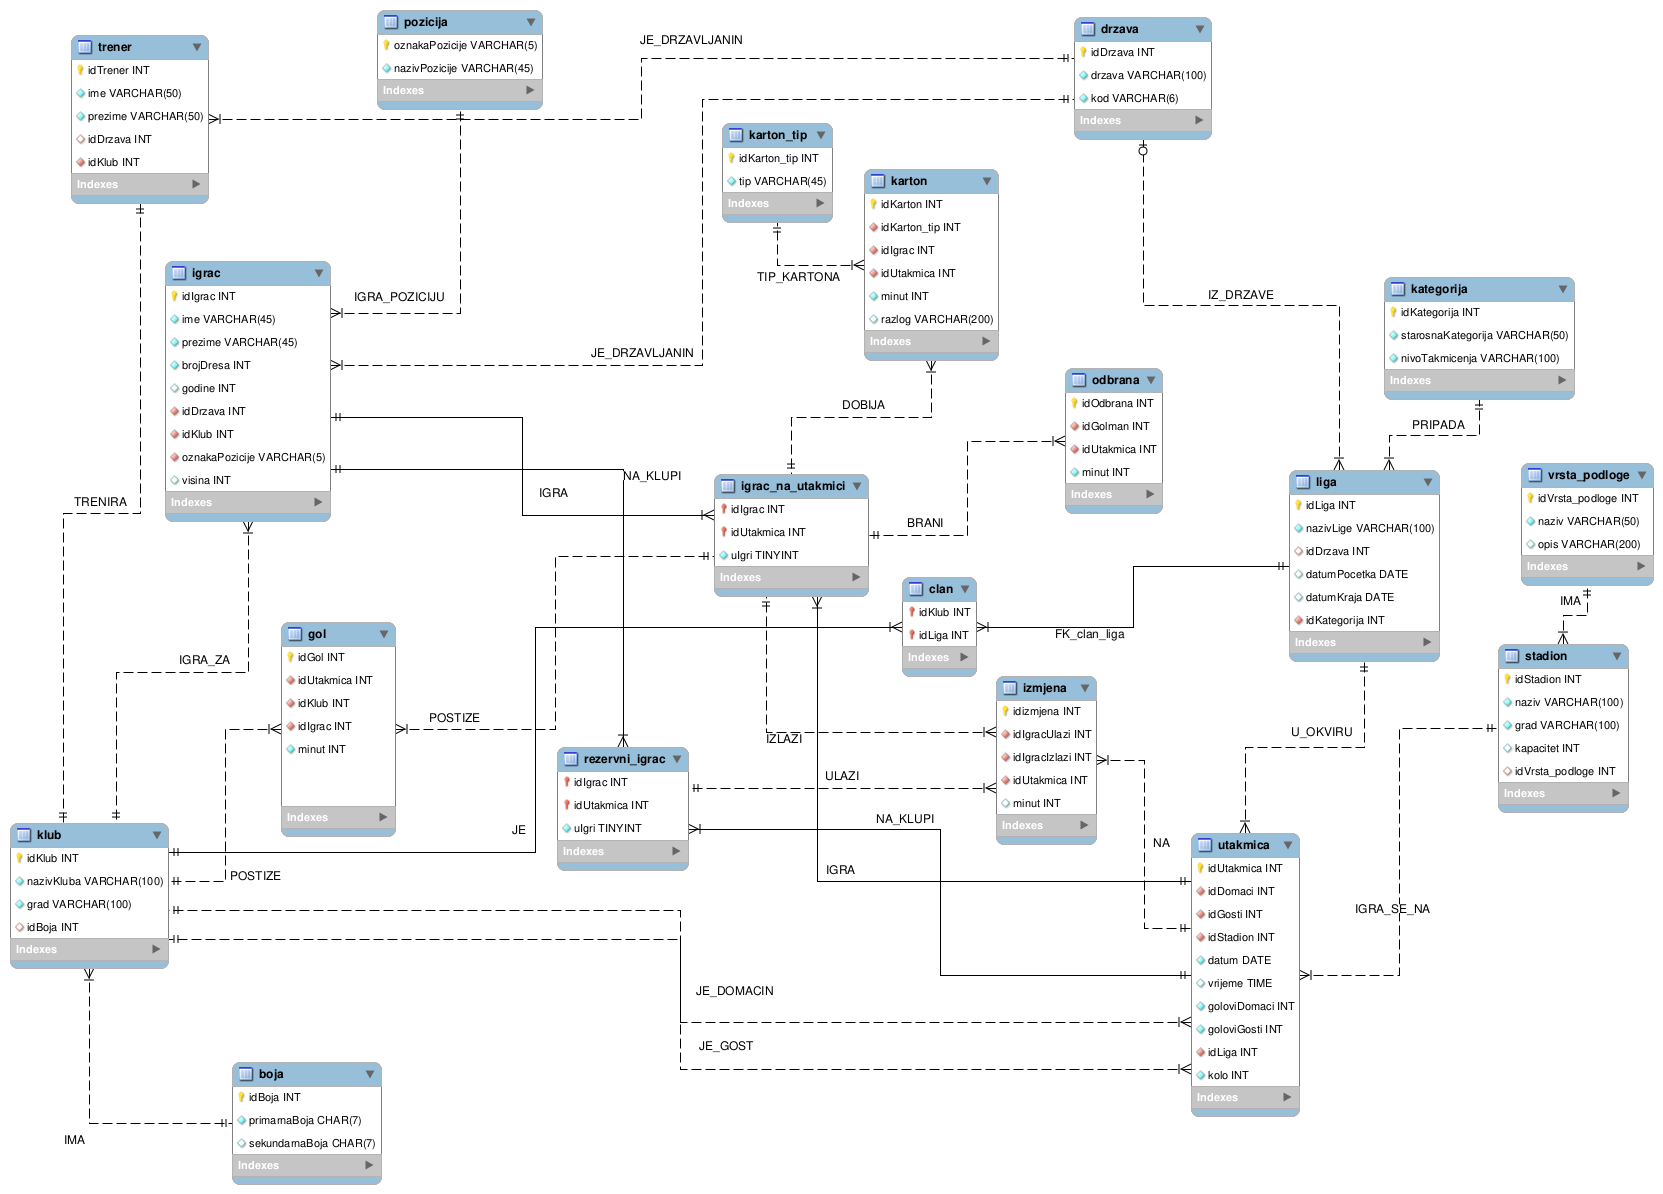 pozicija
oznakaPozicije VARCHAR(5)
nazivPozicije VARCHAR(45)
Indexes
trener
idTrener INT
ime VARCHAR(50)
prezime VARCHAR(50)
idDrzava INT
idKlub INT
Indexes
JE_DRZAVLJANIN
drzava
idDrzava INT
drzava VARCHAR(100)
kod VARCHAR(6)
Indexes
karton_tip
idKarton_tip INT
tip VARCHAR(45)
Indexes
TIP_KARTONA
karton
idKarton INT
idKarton_tip INT
idIgrac INT
idUtakmica INT
minut INT
razlog VARCHAR(200)
Indexes
igrac
idIgrac INT
ime VARCHAR(45)
prezime VARCHAR(45)
brojDresa INT
godine INT
idDrzava INT
idKlub INT
oznakaPozicije VARCHAR(5)
visina INT
Indexes
IGRA_POZICIJU
JE_DRZAVLJANIN
IZ_DRZAVE
kategorija
idKategorija INT
starosnaKategorija VARCHAR(50)
nivoTakmicenja VARCHAR(100)
Indexes
PRIPADA
odbrana
idOdbrana INT
idGolman INT
idUtakmica INT
minut INT
Indexes
DOBIJA
TRENIRA
IGRA
NA_KLUPI
igrac_na_utakmici
idIgrac INT
idUtakmica INT
uIgri TINYINT
Indexes
BRANI
liga
idLiga INT
nazivLige VARCHAR(100)
idDrzava INT
datumPocetka DATE
datumKraja DATE
idKategorija INT
Indexes
vrsta_podloge
idVrsta_podloge INT
naziv VARCHAR(50)
opis VARCHAR(200)
Indexes
IMA
clan
idKlub INT
idLiga INT
Indexes
FK_clan_liga
gol
idGol INT
idUtakmica INT
idKlub INT
idIgrac INT
minut INT
Indexes
IGRA_ZA
POSTIZE
IZLAZI
ULAZI
izmjena
idizmjena INT
idIgracUlazi INT
idIgracIzlazi INT
idUtakmica INT
minut INT
Indexes
stadion
idStadion INT
naziv VARCHAR(100)
grad VARCHAR(100)
kapacitet INT
idVrsta_podloge INT
Indexes
U_OKVIRU
rezervni_igrac
idIgrac INT
idUtakmica INT
uIgri TINYINT
Indexes
JE
NA_KLUPI
IGRA
NA
klub
idKlub INT
nazivKluba VARCHAR(100)
grad VARCHAR(100)
idBoja INT
Indexes
POSTIZE
utakmica
idUtakmica INT
idDomaci INT
idGosti INT
idStadion INT
datum DATE
vrijeme TIME
goloviDomaci INT
goloviGosti INT
idLiga INT
kolo INT
Indexes
IGRA_SE_NA
JE_DOMACIN
JE_GOST
boja
idBoja INT
primarnaBoja CHAR(7)
sekundarnaBoja CHAR(7)
Indexes
IMA